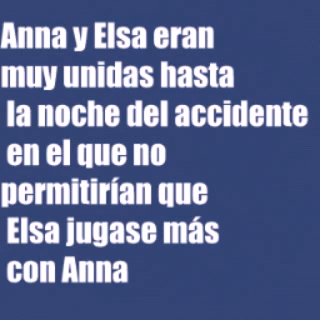 Anna y Elsa eran
muy unidas hasta
la noche del accidente
en el que no
permitirían que
Elsa jugase más
con Anna